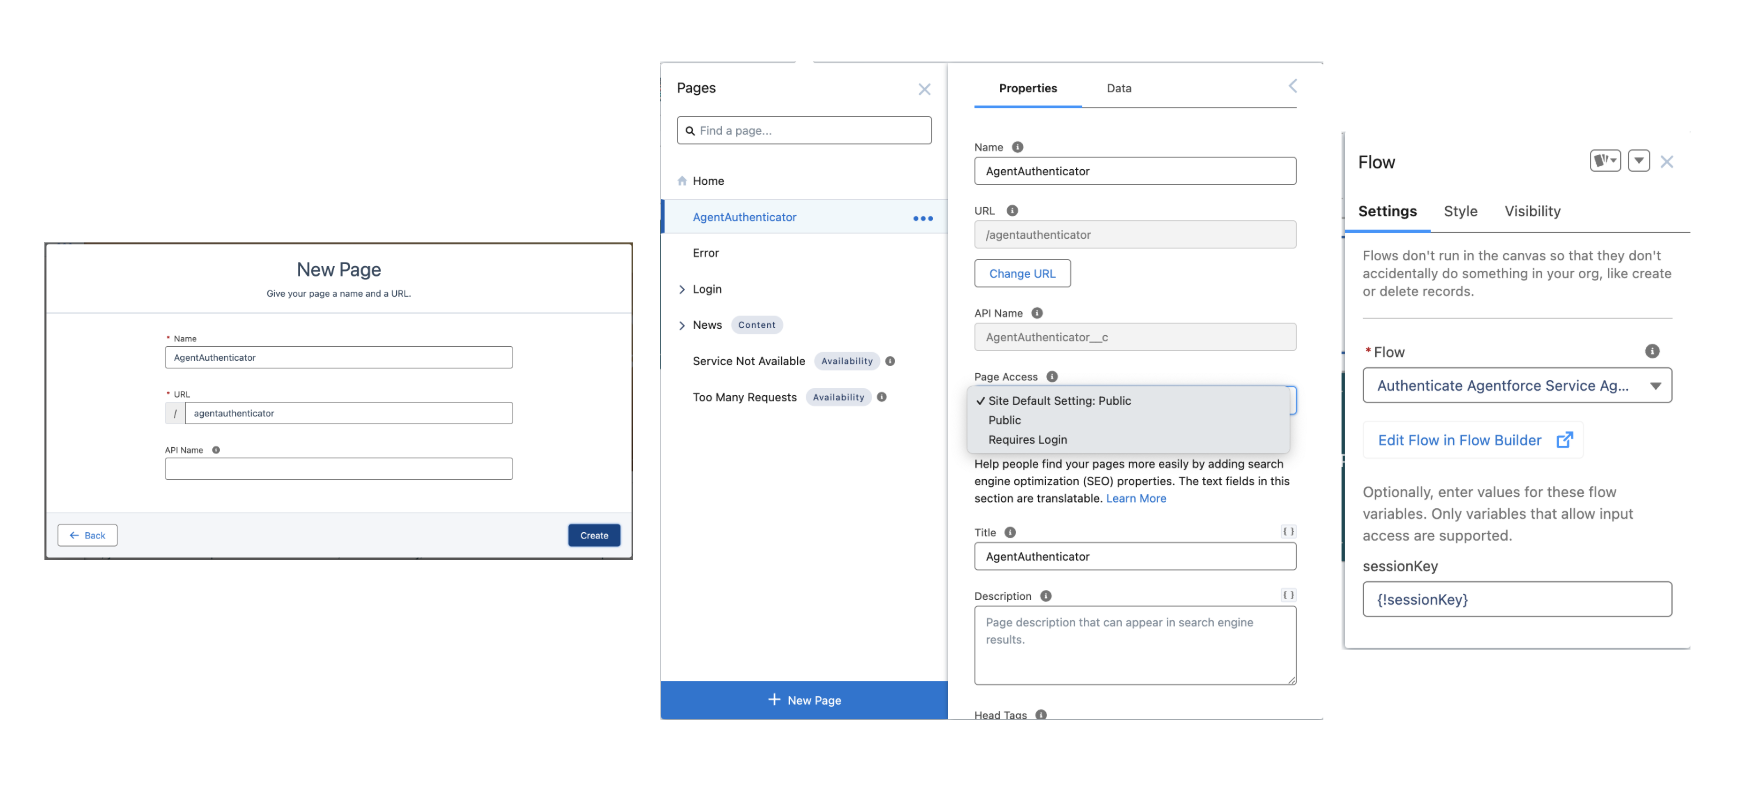 New Page
Give your page a name and a URL.
* Name
AgentAuthenticator
* URL
/ agentauthenticator
API Name
Back
Create
Pages
Find a page...
Home
AgentAuthenticator
Error
Login
News Content
Service Not Available Availability
Too Many Requests Availability
+ New Page
Properties Data
Name
AgentAuthenticator
URL
/agentauthenticator
Change URL
API Name
AgentAuthenticator__c
Page Access
✓ Site Default Setting: Public
Public
Requires Login
Help people find your pages more easily by adding search
engine optimization (SEO) properties. The text fields in this
section are translatable. Learn More
Title { }
AgentAuthenticator
Description { }
Page description that can appear in search engine
results.
Head Tags
Flow
Settings Style Visibility
Flows don't run in the canvas so that they don't
accidentally do something in your org, like create
or delete records.
* Flow
Authenticate Agentforce Service Ag...
Edit Flow in Flow Builder
Optionally, enter values for these flow
variables. Only variables that allow input
access are supported.
sessionKey
{!sessionKey}